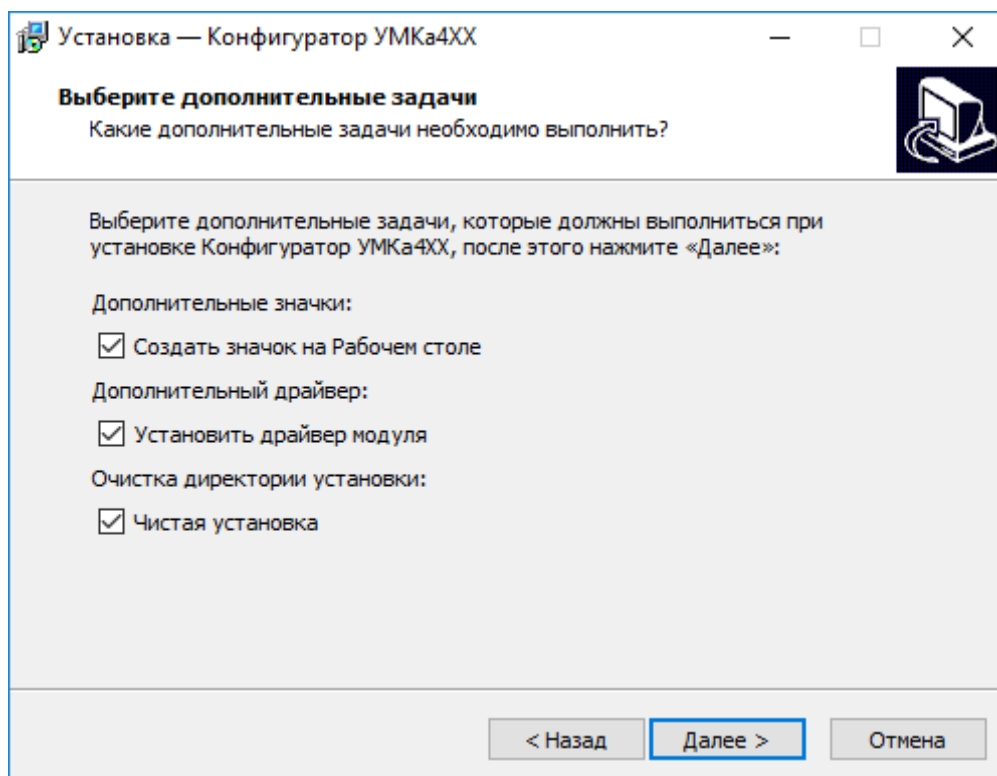 Установка — Конфигуратор УМКа4XX
Выберите дополнительные задачи
Какие дополнительные задачи необходимо выполнить?
Выберите дополнительные задачи, которые должны выполниться при
установке Конфигуратор УМКа4XX, после этого нажмите «Далее»:
Дополнительные значки:
Создать значок на Рабочем столе
Дополнительный драйвер:
Установить драйвер модуля
Очистка директории установки:
Чистая установка
< Назад Далее > Отмена